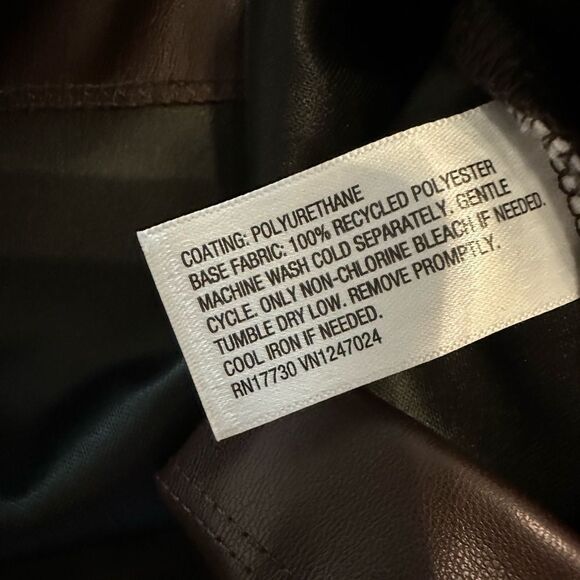 COATING: POLYURETHANE
BASE FABRIC: 100% RECYCLED POLYESTER
MACHINE WASH COLD SEPARATELY. GENTLE
CYCLE. ONLY NON-CHLORINE BLEACH IF NEEDED.
TUMBLE DRY LOW. REMOVE PROMPTLY.
COOL IRON IF NEEDED.
RN17730 VN1247024